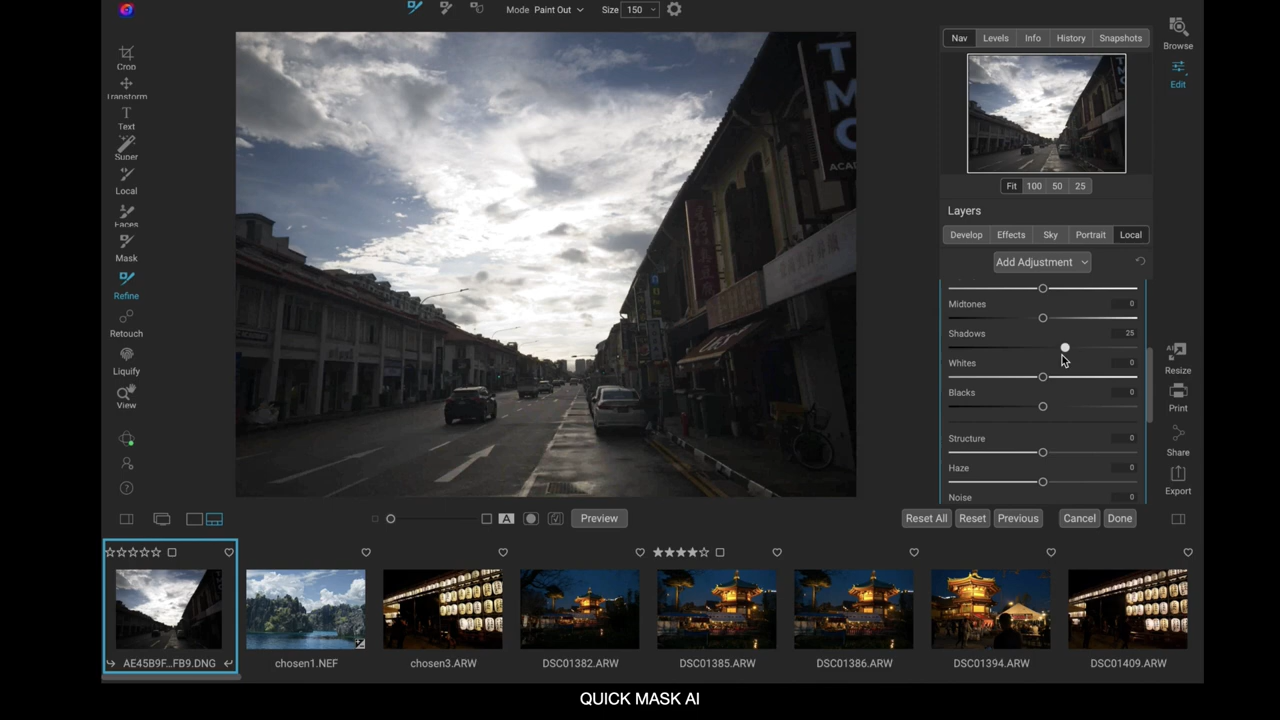 Mode Paint Out Size 150
Crop
Transform
Text
Super
Local
Faces
Mask
Refine
Retouch
Liquify
View
T
M
C
ACA
Nav Levels Info History Snapshots
Fit 100 50 25
Layers
Develop Effects Sky Portrait Local
Add Adjustment
Midtones 0
Shadows 25
Whites 0
Blacks 0
Structure 0
Haze 0
Noise 0
Browse
Edit
AI
Resize
Print
Share
Export
A Preview Reset All Reset Previous Cancel Done
AE45B9F...FB9.DNG chosen1.NEF chosen3.ARW DSC01382.ARW DSC01385.ARW DSC01386.ARW DSC01394.ARW DSC01409.ARW
QUICK MASK AI